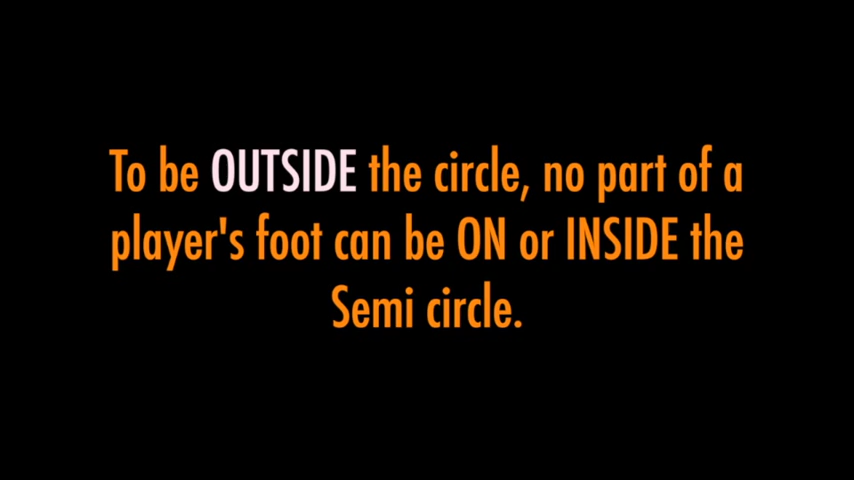 To be OUTSIDE the circle, no part of a
player's foot can be ON or INSIDE the
Semi circle.